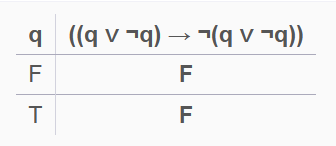 q ((q ∨ ¬q) → ¬(q ∨ ¬q))
F F
T F